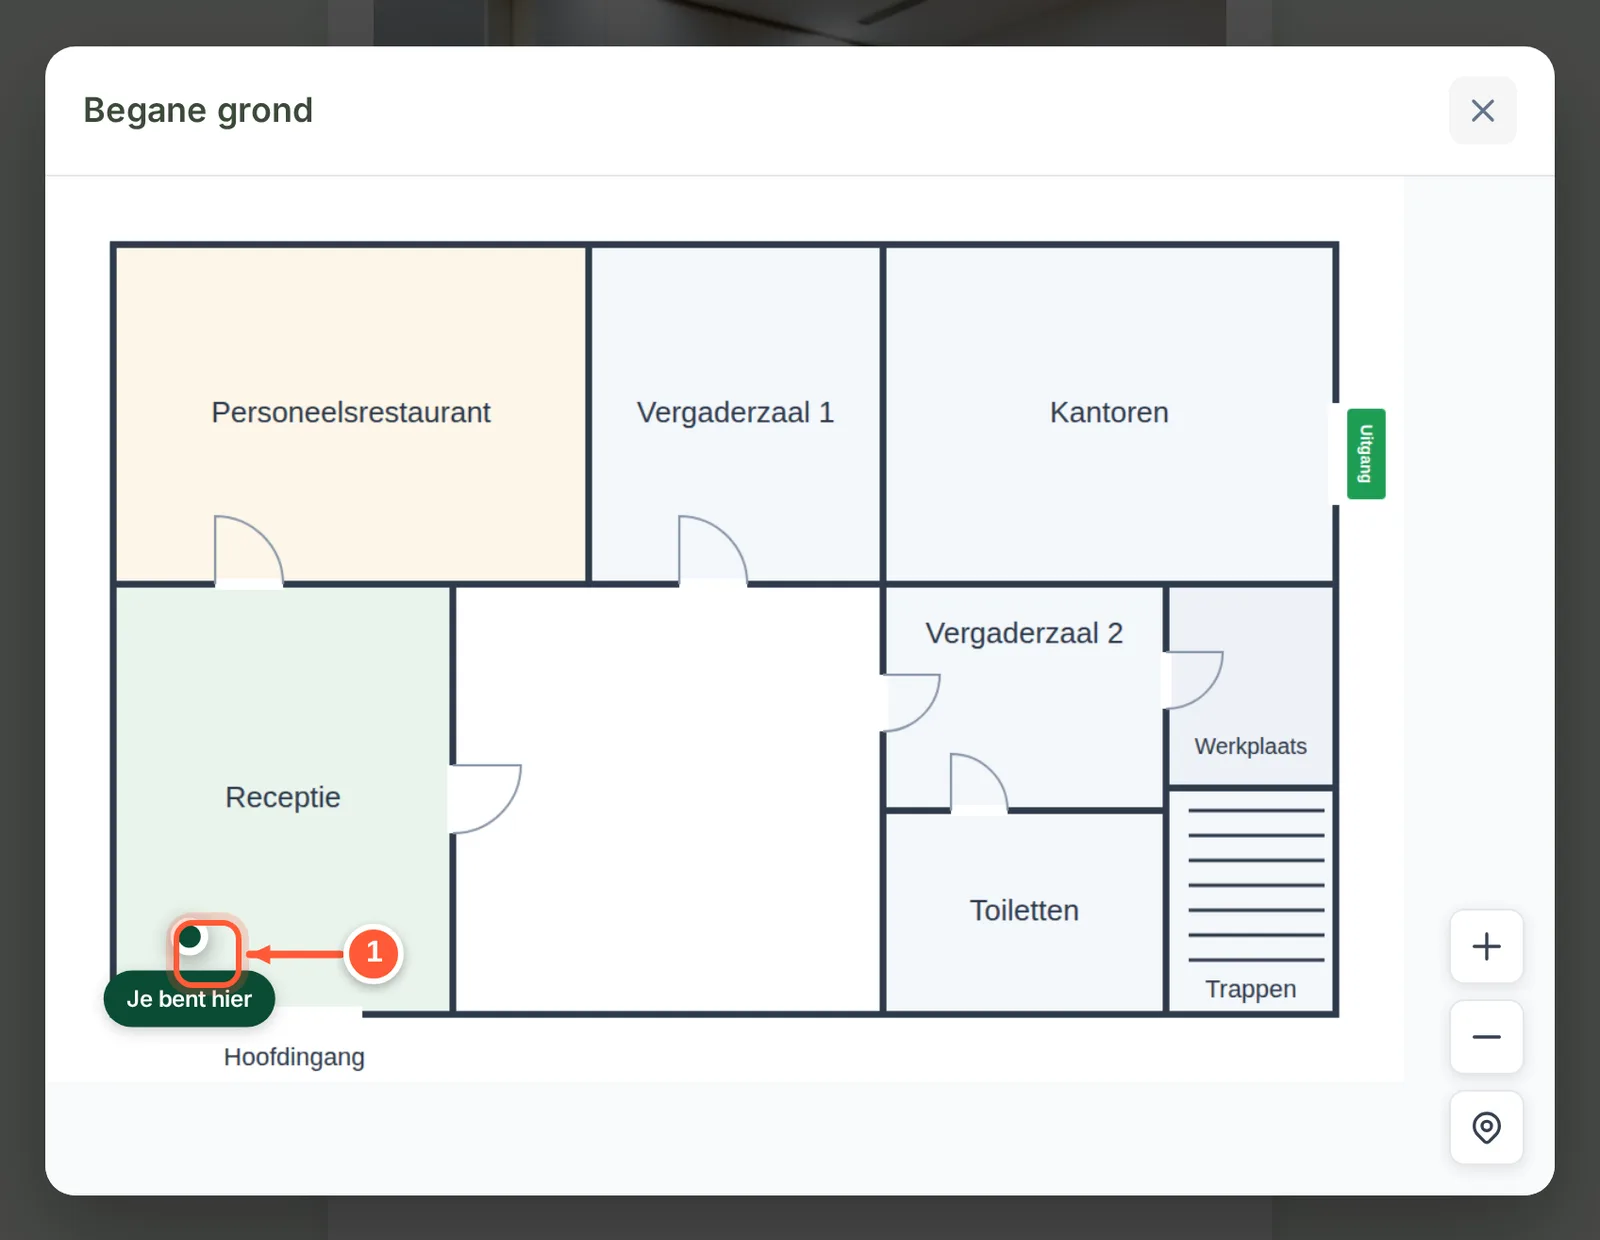 Begane grond
Personeelsrestaurant
Vergaderzaal 1
Kantoren
Uitgang
Vergaderzaal 2
Werkplaats
Receptie
Toiletten
1
Je bent hier
Trappen
Hoofdingang